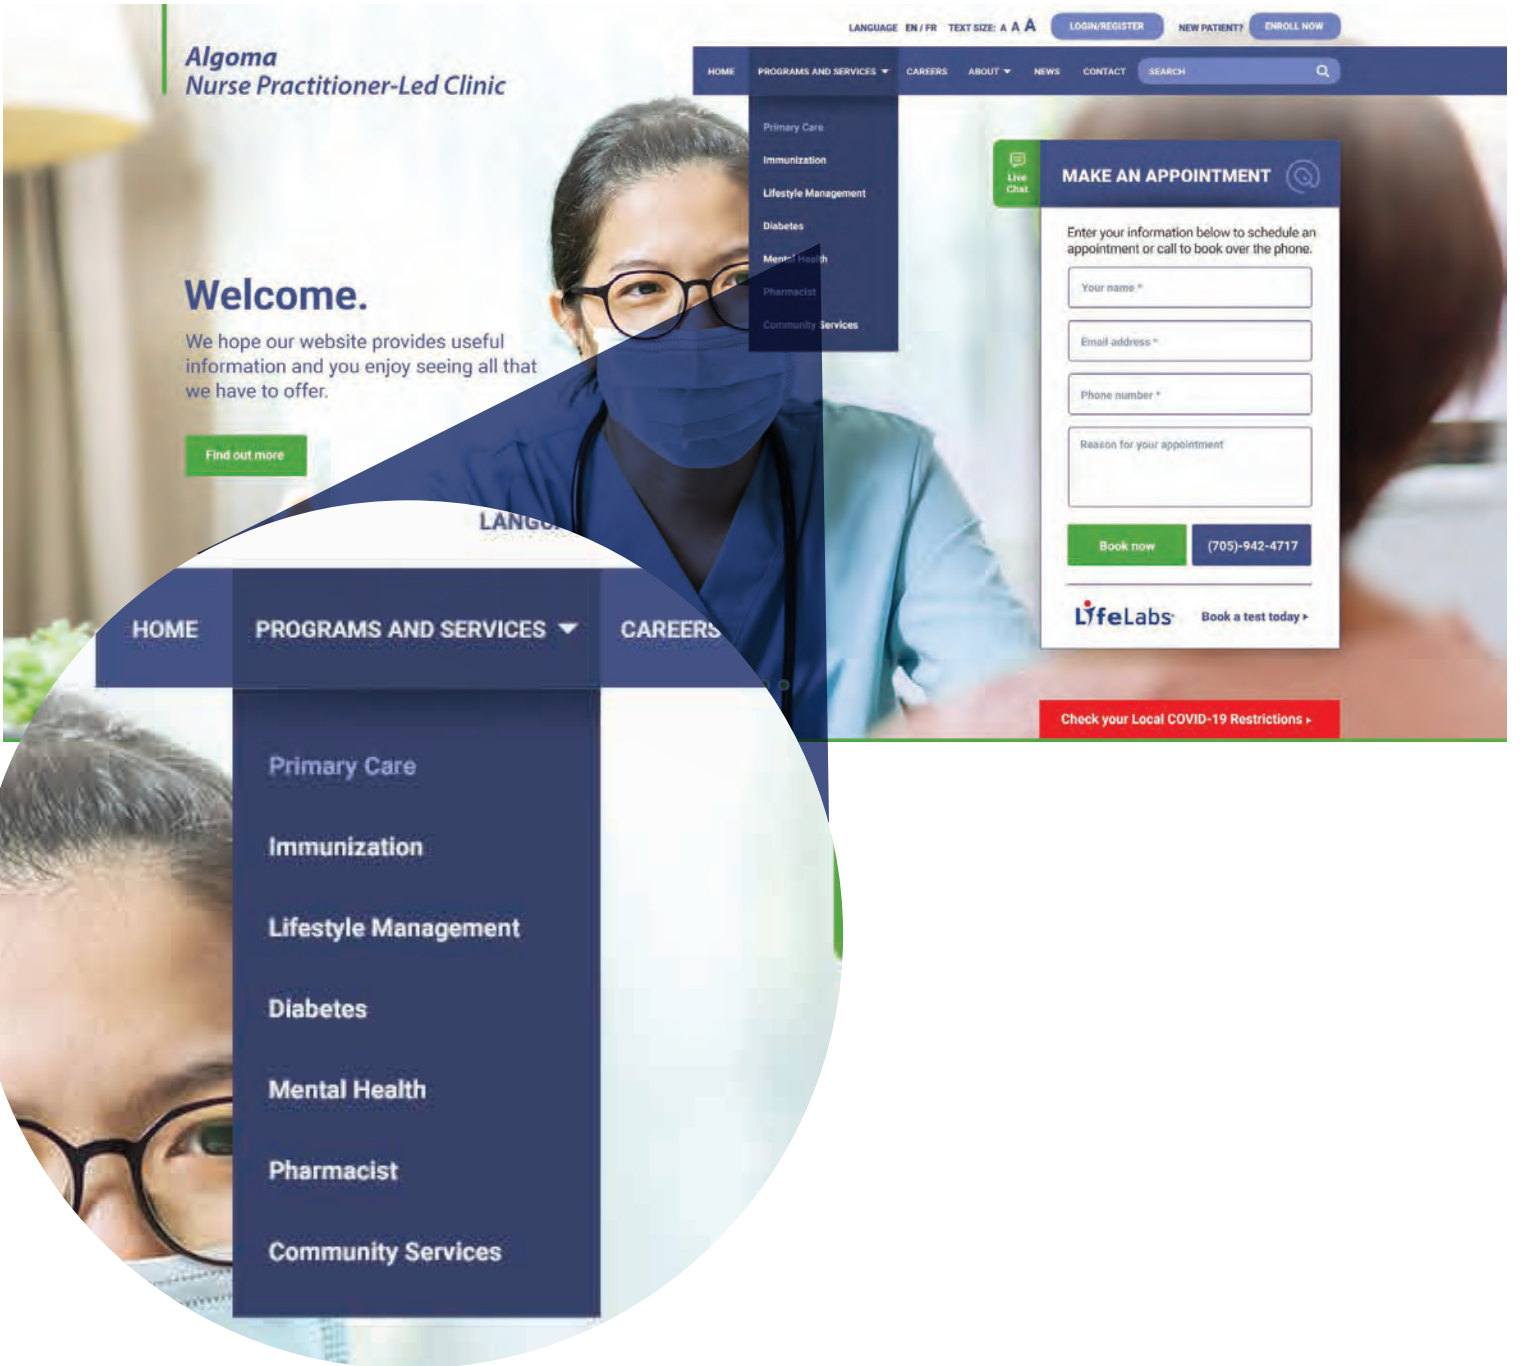 Algoma
Nurse Practitioner-Led Clinic
LANGUAGE EN / FR TEXT SIZE: A A A LOGIN/REGISTER NEW PATIENT? ENROLL NOW
HOME PROGRAMS AND SERVICES CAREERS ABOUT NEWS CONTACT SEARCH
Primary Care
Immunization
Lifestyle Management
Diabetes
Mental Health
Pharmacist
Community Services
Live
Chat
MAKE AN APPOINTMENT
Enter your information below to schedule an
appointment or call to book over the phone.
Your name *
Email address *
Phone number *
Reason for your appointment
Book now (705)-942-4717
LifeLabs Book a test today
Check your Local COVID-19 Restrictions
Welcome.
We hope our website provides useful
information and you enjoy seeing all that
we have to offer.
Find out more
HOME PROGRAMS AND SERVICES CAREERS
Primary Care
Immunization
Lifestyle Management
Diabetes
Mental Health
Pharmacist
Community Services